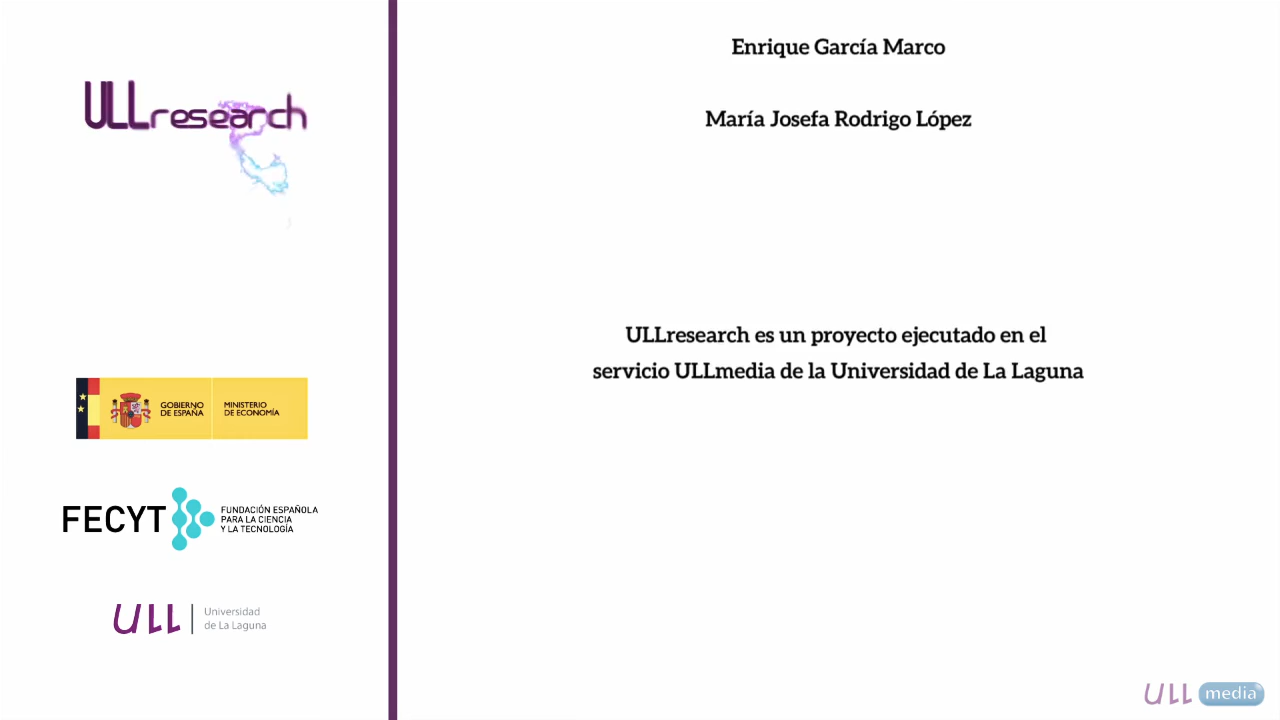 ULLresearch
GOBIERNO
DE ESPAÑA
MINISTERIO
DE ECONOMÍA
FECYT
FUNDACIÓN ESPAÑOLA
PARA LA CIENCIA
Y LA TECNOLOGÍA
ULL
Universidad
de La Laguna
Enrique García Marco
María Josefa Rodrigo López
ULLresearch es un proyecto ejecutado en el
servicio ULLmedia de la Universidad de La Laguna
ULL media